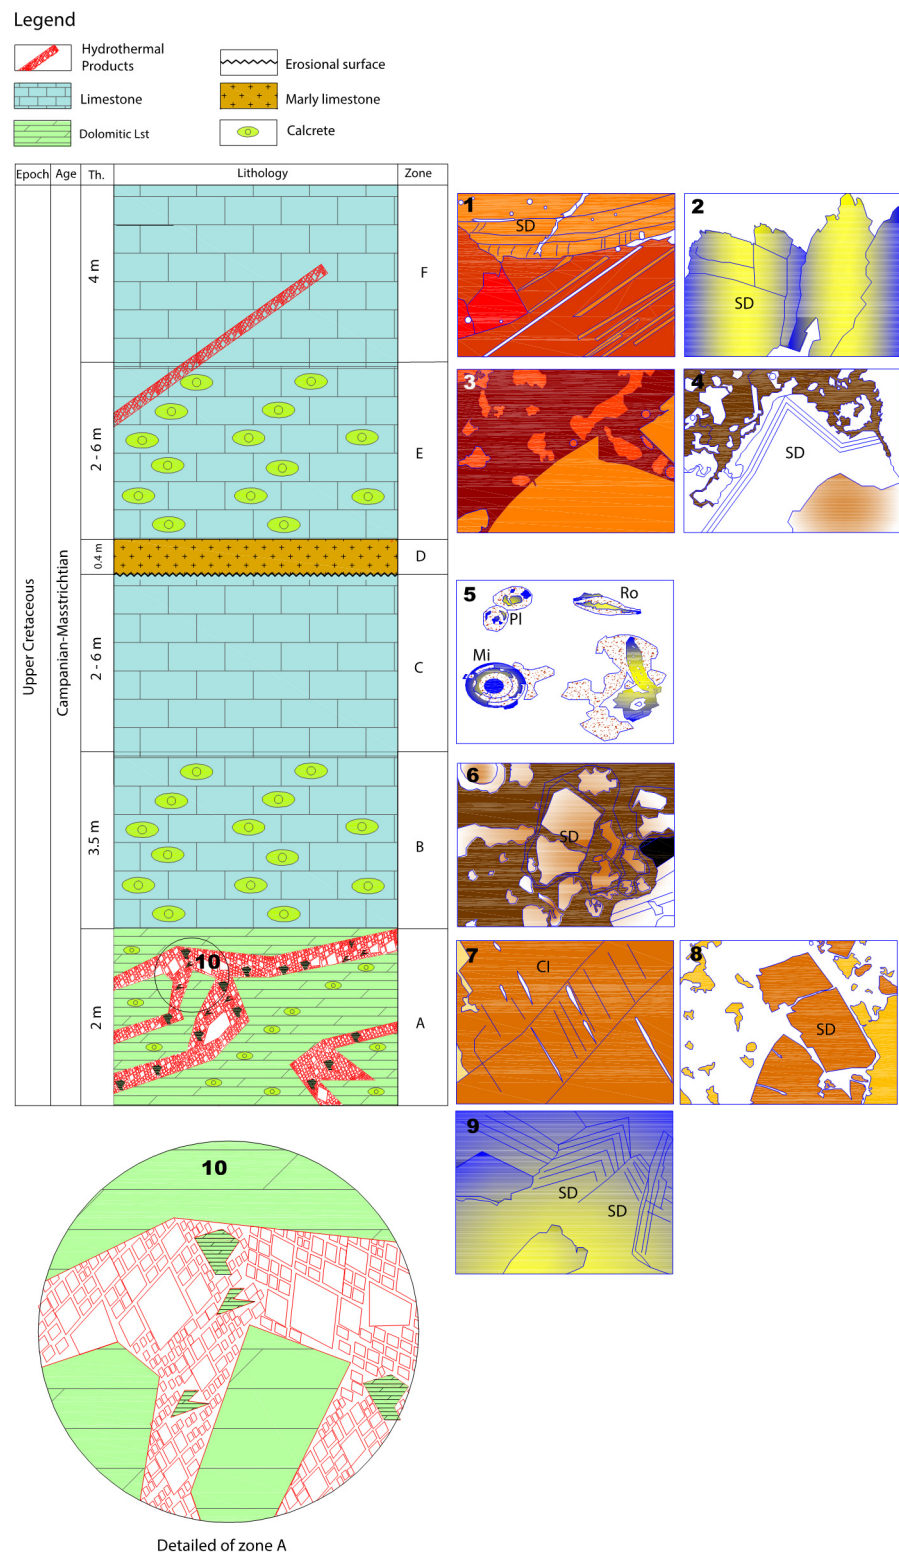 Legend
Hydrothermal
Products
Erosional surface
Limestone
Marly limestone
Dolomitic Lst
Calcrete
Epoch Age Th. Lithology Zone
Upper Cretaceous
Campanian-Masstrichtian
4 m
F
2 - 6 m
E
0.4 m
D
2 - 6 m
C
3.5 m
B
2 m
A
10
1
SD
2
SD
3
4
SD
5
Pl
Ro
Mi
6
SD
7
Cl
8
SD
9
SD
SD
10
Detailed of zone A